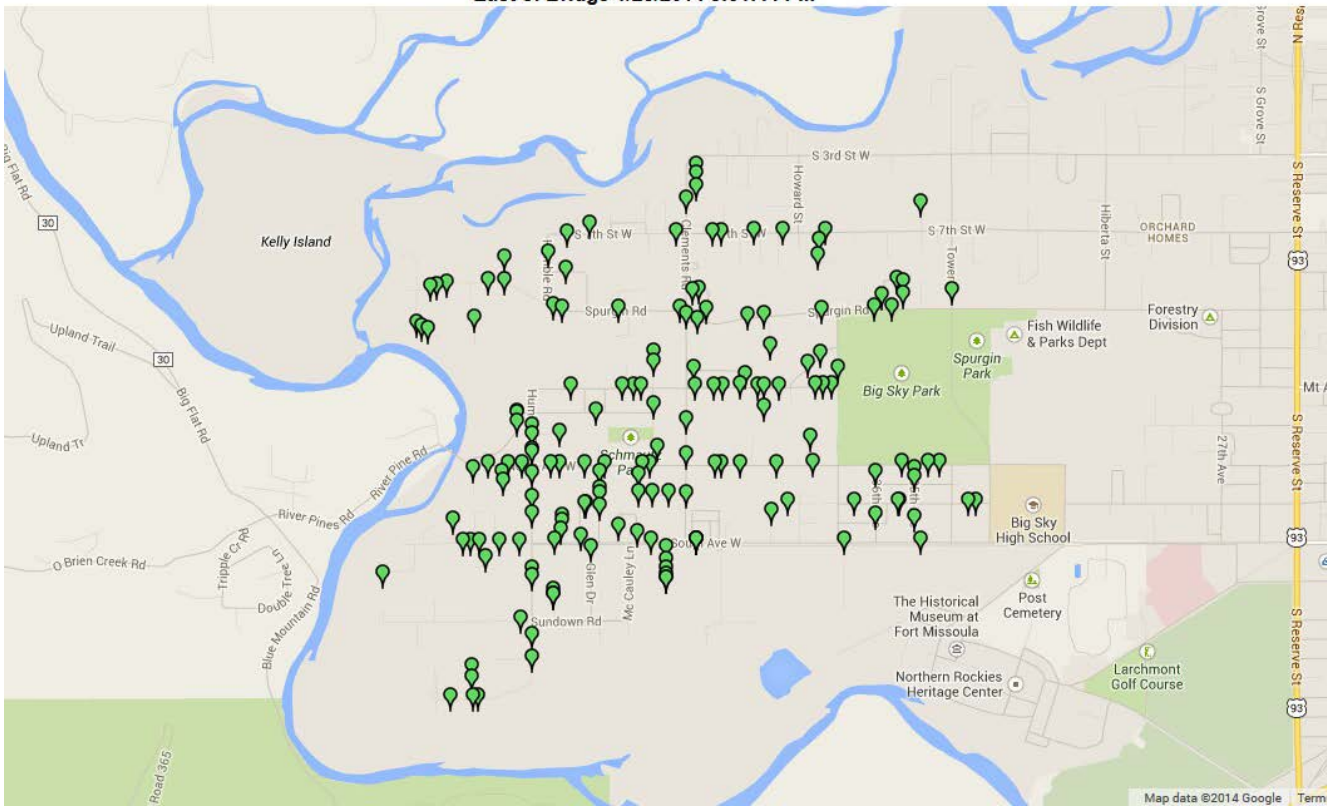 N Res
S Grove St
S Grove St
S 3rd St W
S Reserve St
Big Flat Rd
30
Howard St
Hiberta St
ORCHARD
HOMES
Kelly Island
Clements Rd
S 7th St W
Tower
93
Spurgin Rd
Spurgin Rd
Forestry
Division
Fish Wildlife
& Parks Dept
Upland Trail
30
Spurgin
Park
Big Sky Park
Mt A
Big Flat Rd
Hum
Upland Tr
S Reserve St
27th Ave
River Pine Rd
River Pines Rd
Big Sky
High School
93
South Ave W
O Brien Creek Rd
Tripple Cr Rd
Double Tree Ln
Glen Dr
Mc Cauley Ln
Post
Cemetery
The Historical
Museum at
Fort Missoula
Sundown Rd
Blue Mountain Rd
S Reserve St
Larchmont
Golf Course
Northern Rockies
Heritage Center
93
Road 365
Map data ©2014 Google
Term